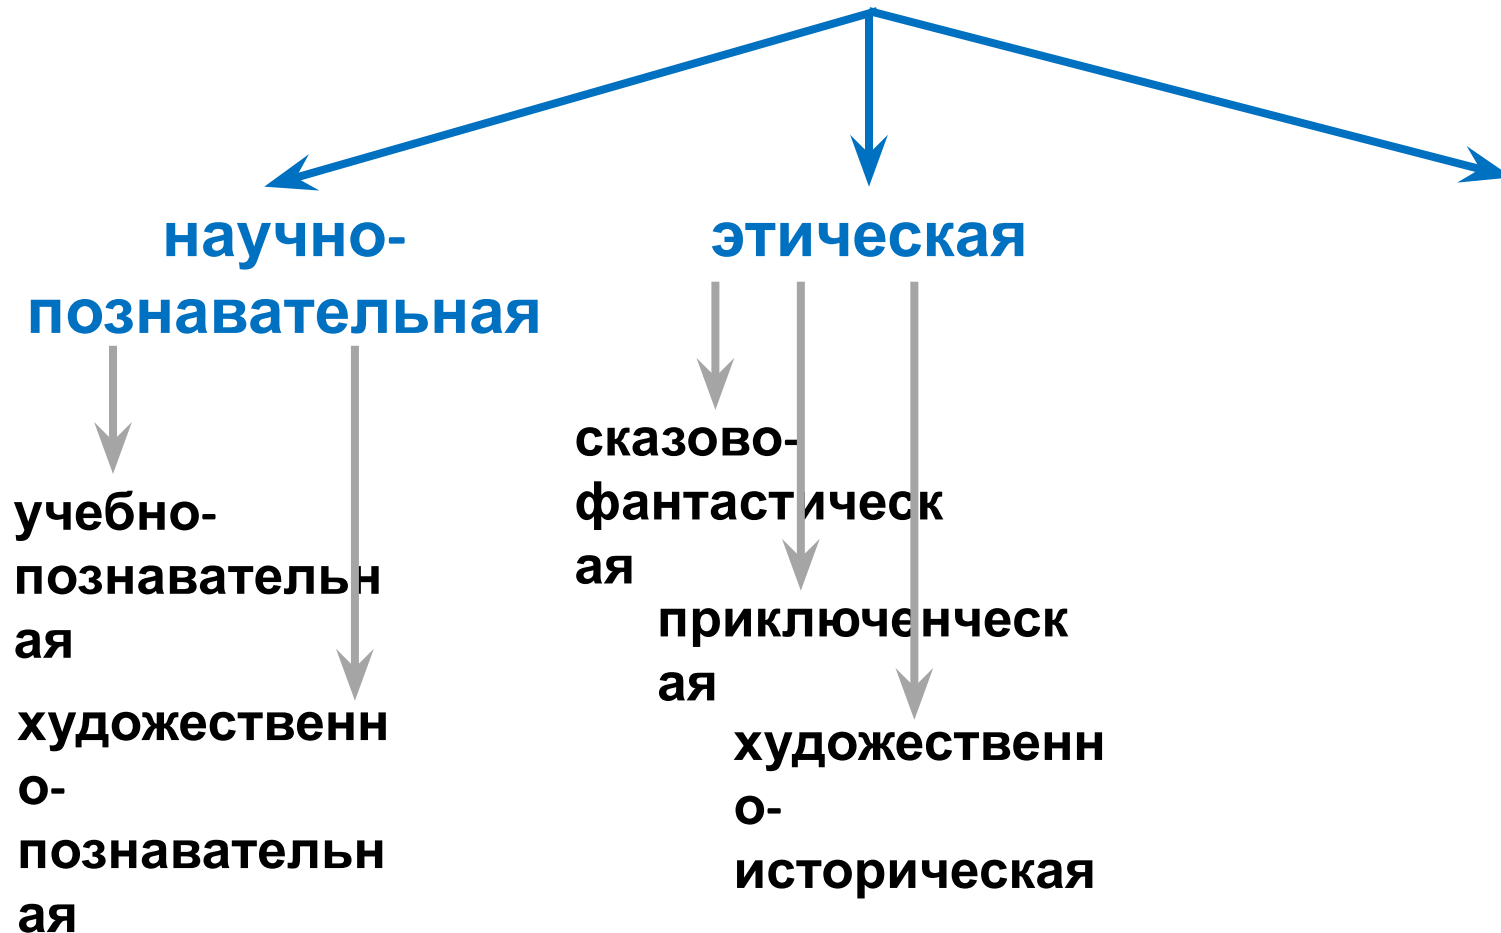 научно-
познавательная
этическая
учебно-
познавательн
ая
художественн
о-
познавательн
ая
сказово-
фантастическ
ая
приключенческ
ая
художественн
о-
историческая